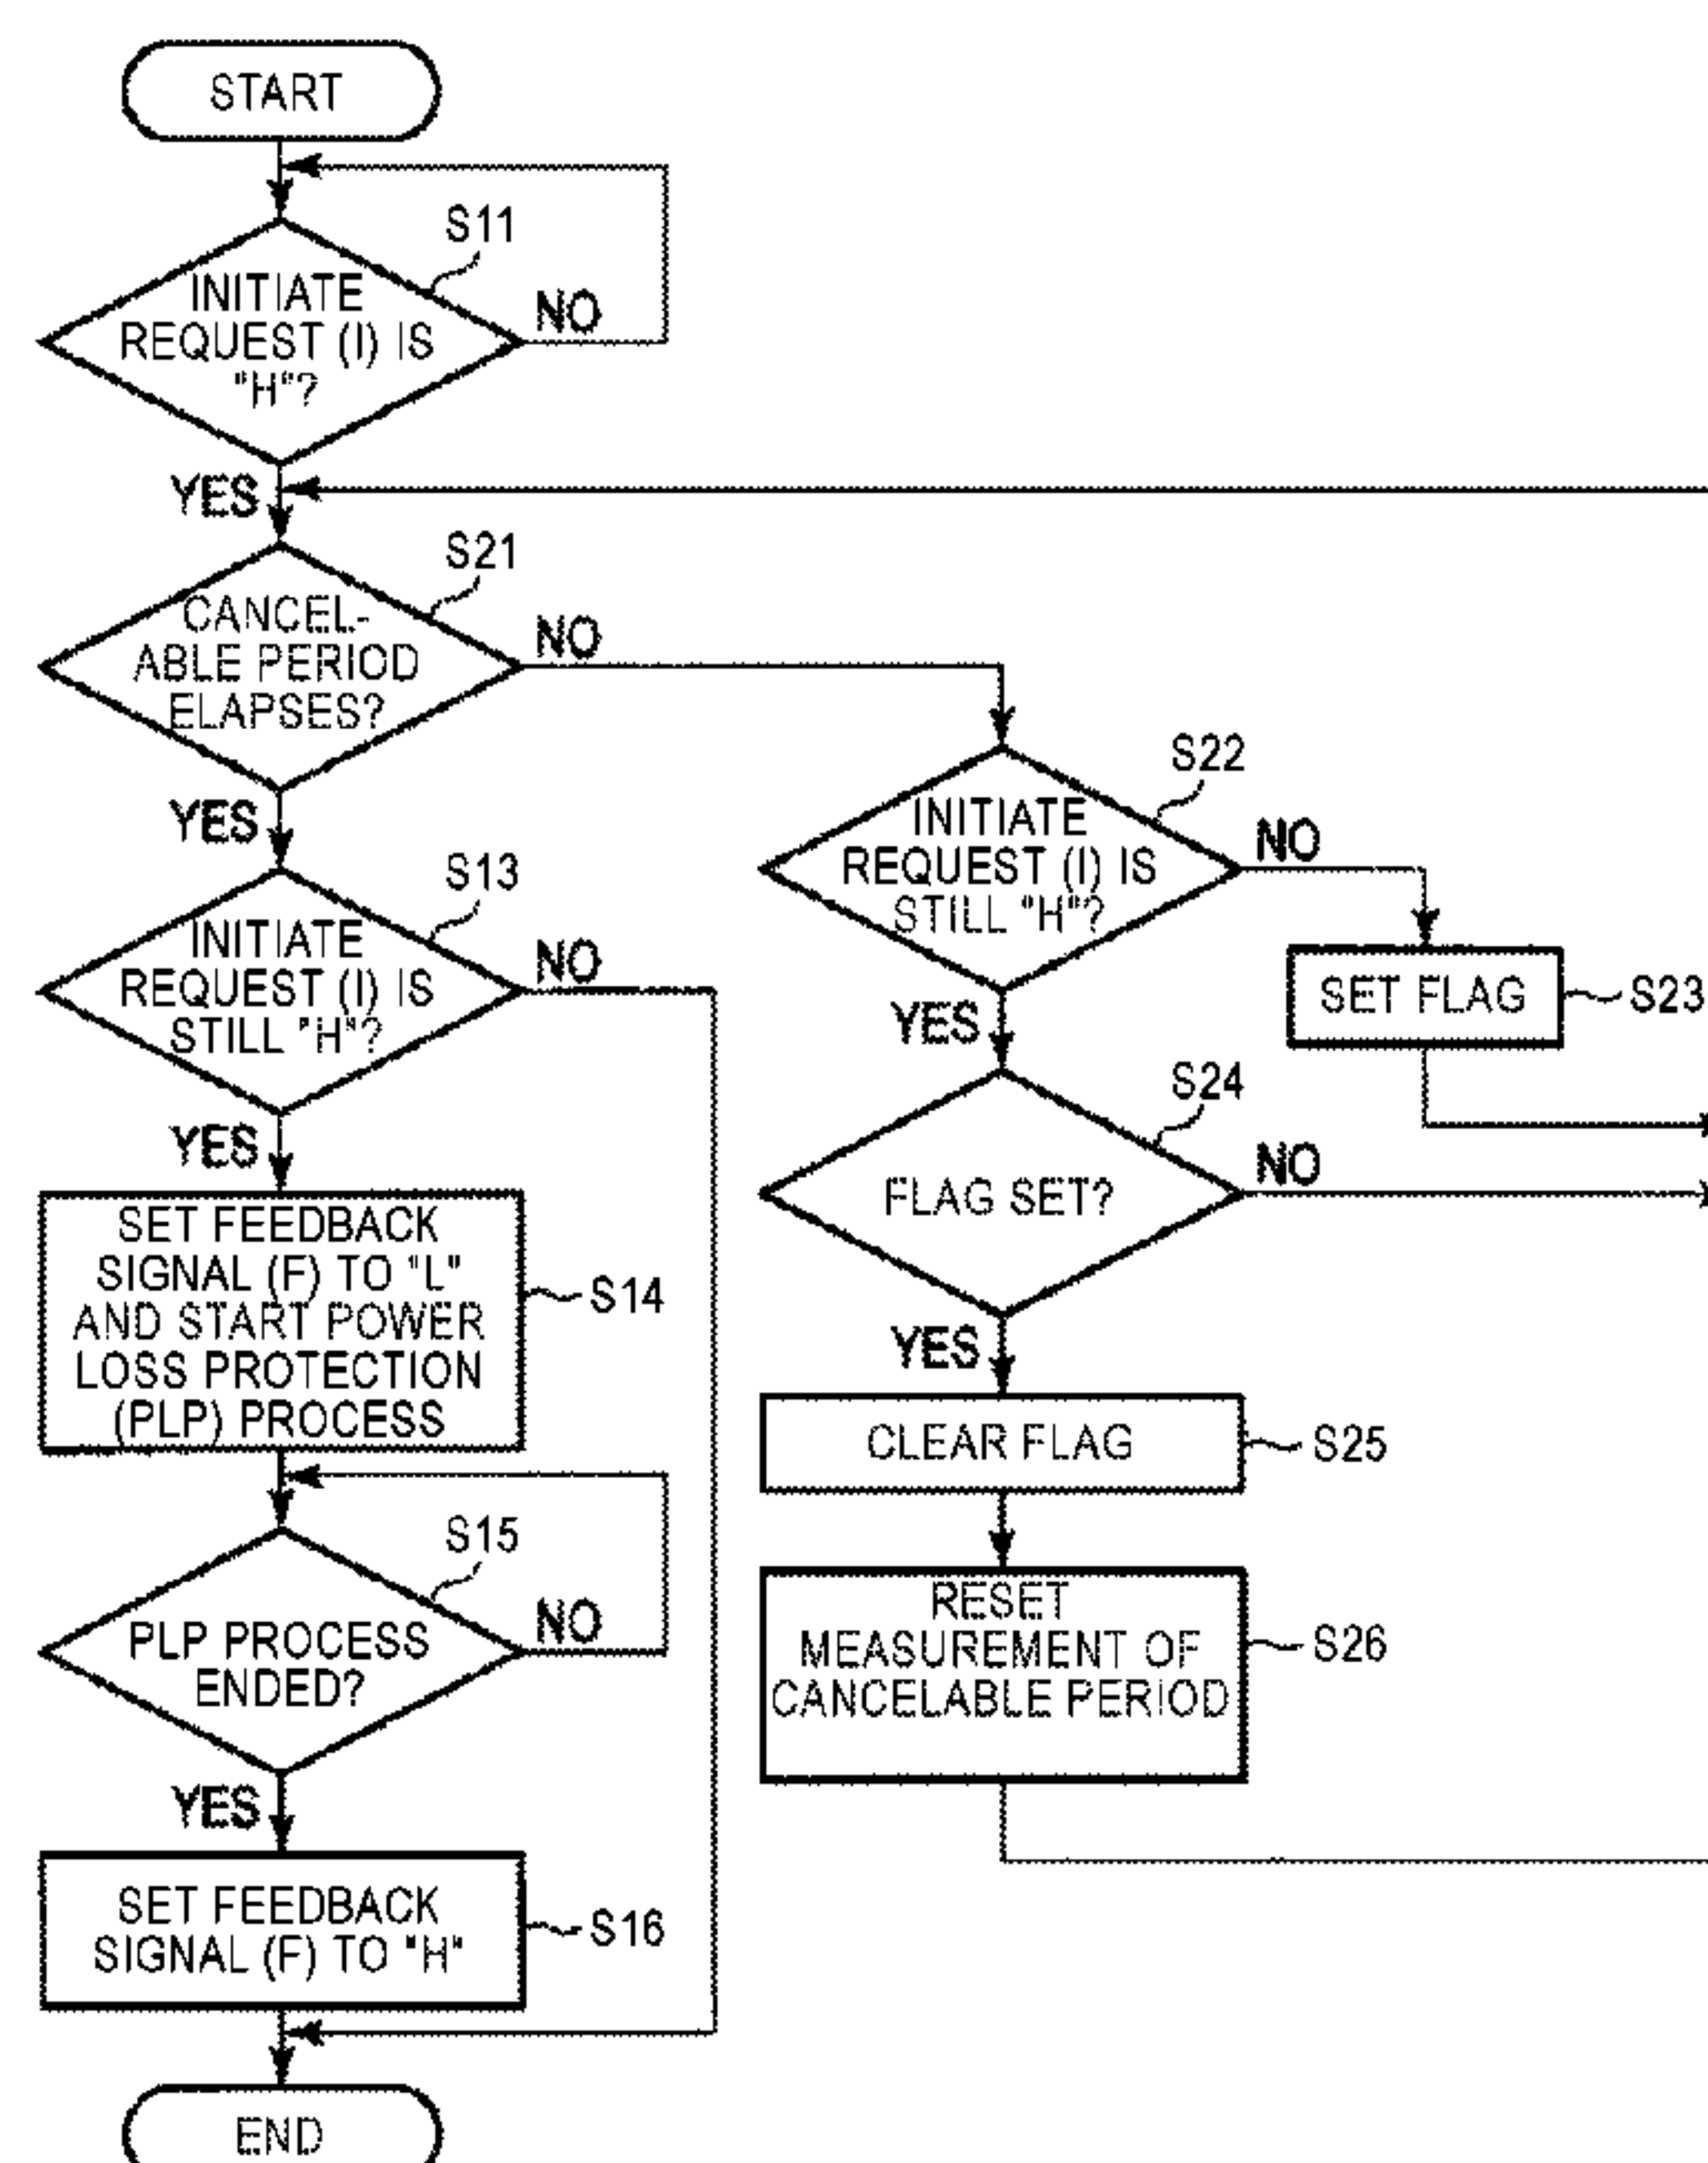 START
S11
INITIATE
REQUEST (I) IS
"H"?
NO
YES
S21
CANCEL-
ABLE PERIOD
ELAPSES?
NO
YES
S13
INITIATE
REQUEST (I) IS
STILL "H"?
NO
YES
SET FEEDBACK
SIGNAL (F) TO "L"
AND START POWER
LOSS PROTECTION
(PLP) PROCESS
S14
S15
PLP PROCESS
ENDED?
NO
YES
SET FEEDBACK
SIGNAL (F) TO "H"
S16
END
S22
INITIATE
REQUEST (I) IS
STILL "H"?
NO
YES
SET FLAG
S23
S24
FLAG SET?
NO
YES
CLEAR FLAG
S25
RESET
MEASUREMENT OF
CANCELABLE PERIOD
S26